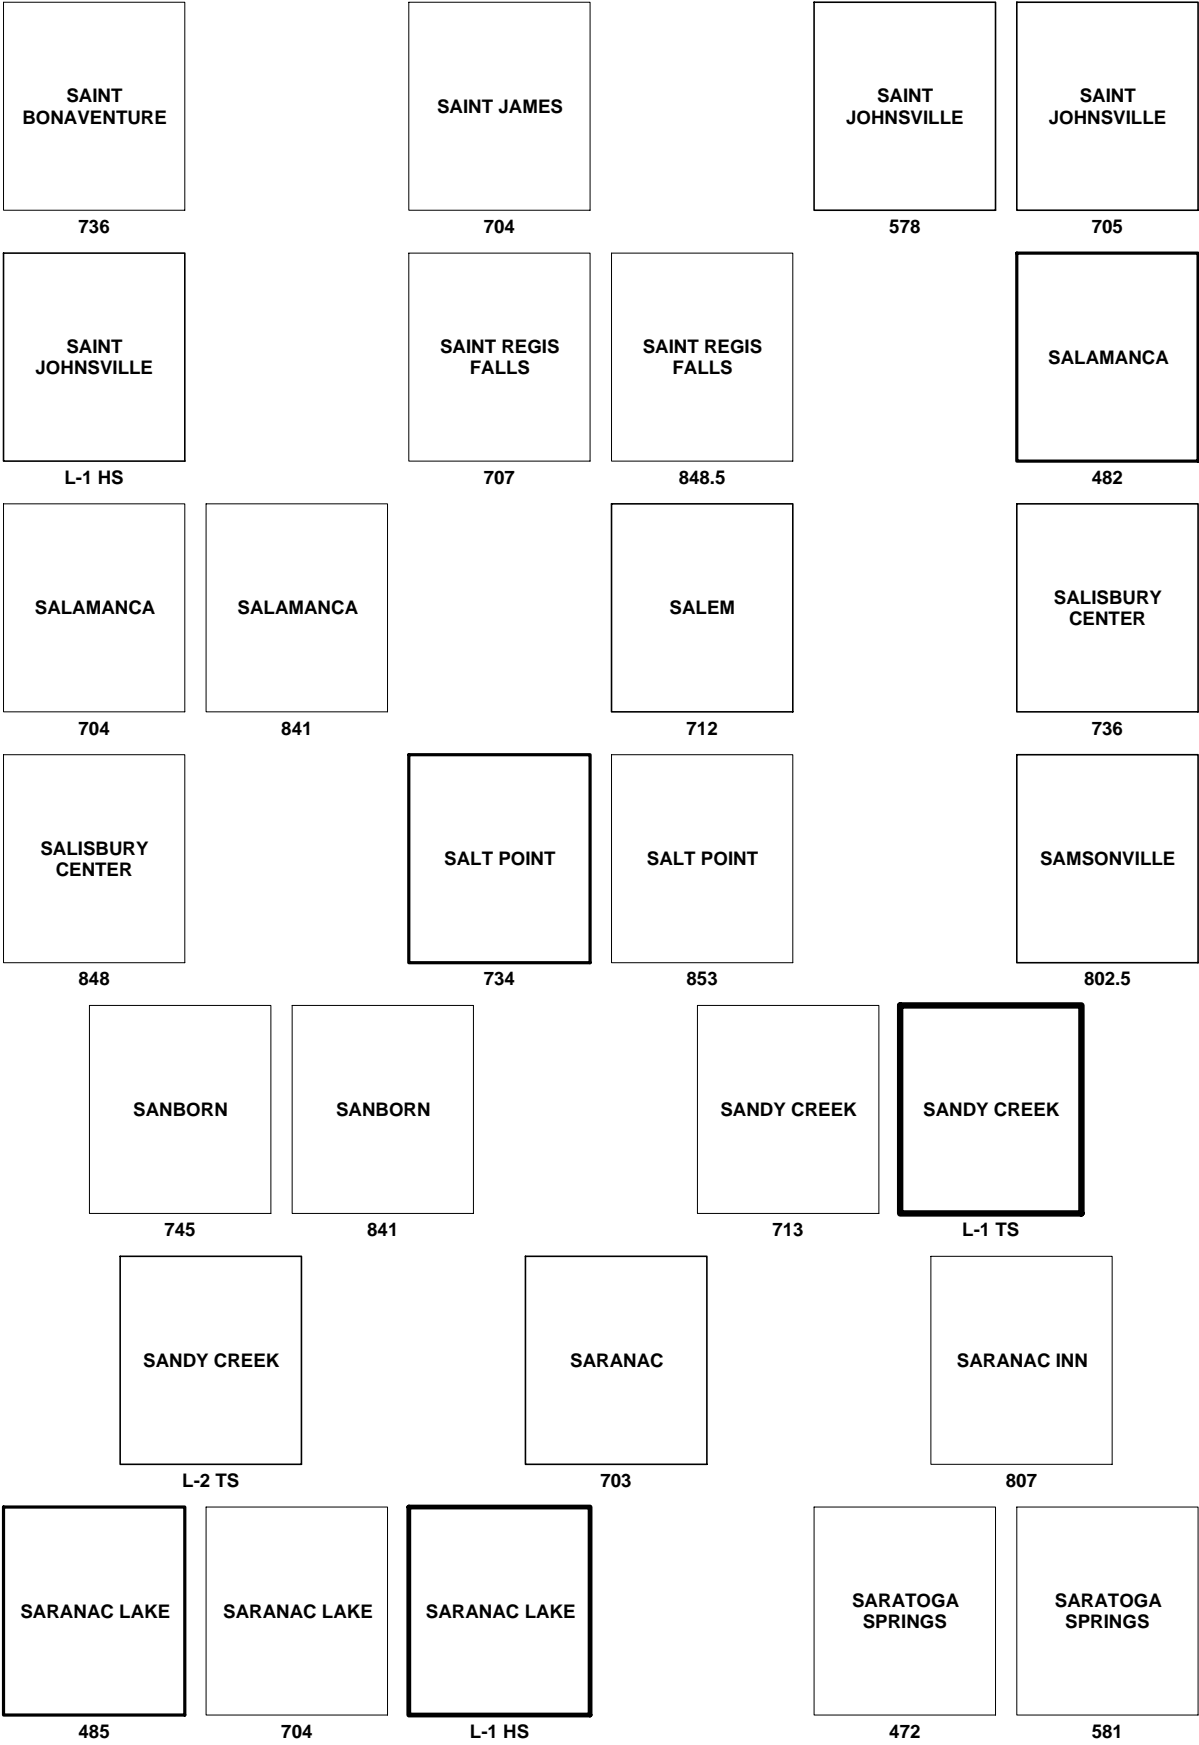 SAINT
BONAVENTURE
736
SAINT JAMES
704
SAINT
JOHNSVILLE
578
SAINT
JOHNSVILLE
705
SAINT
JOHNSVILLE
L-1 HS
SAINT REGIS
FALLS
707
SAINT REGIS
FALLS
848.5
SALAMANCA
482
SALAMANCA
704
SALAMANCA
841
SALEM
712
SALISBURY
CENTER
736
SALISBURY
CENTER
848
SALT POINT
734
SALT POINT
853
SAMSONVILLE
802.5
SANBORN
745
SANBORN
841
SANDY CREEK
713
SANDY CREEK
L-1 TS
SANDY CREEK
L-2 TS
SARANAC
703
SARANAC INN
807
SARANAC LAKE
485
SARANAC LAKE
704
SARANAC LAKE
L-1 HS
SARATOGA
SPRINGS
472
SARATOGA
SPRINGS
581